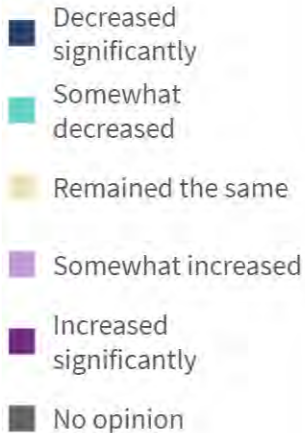 Decreased
significantly
Somewhat
decreased
Remained the same
Somewhat increased
Increased
significantly
No opinion